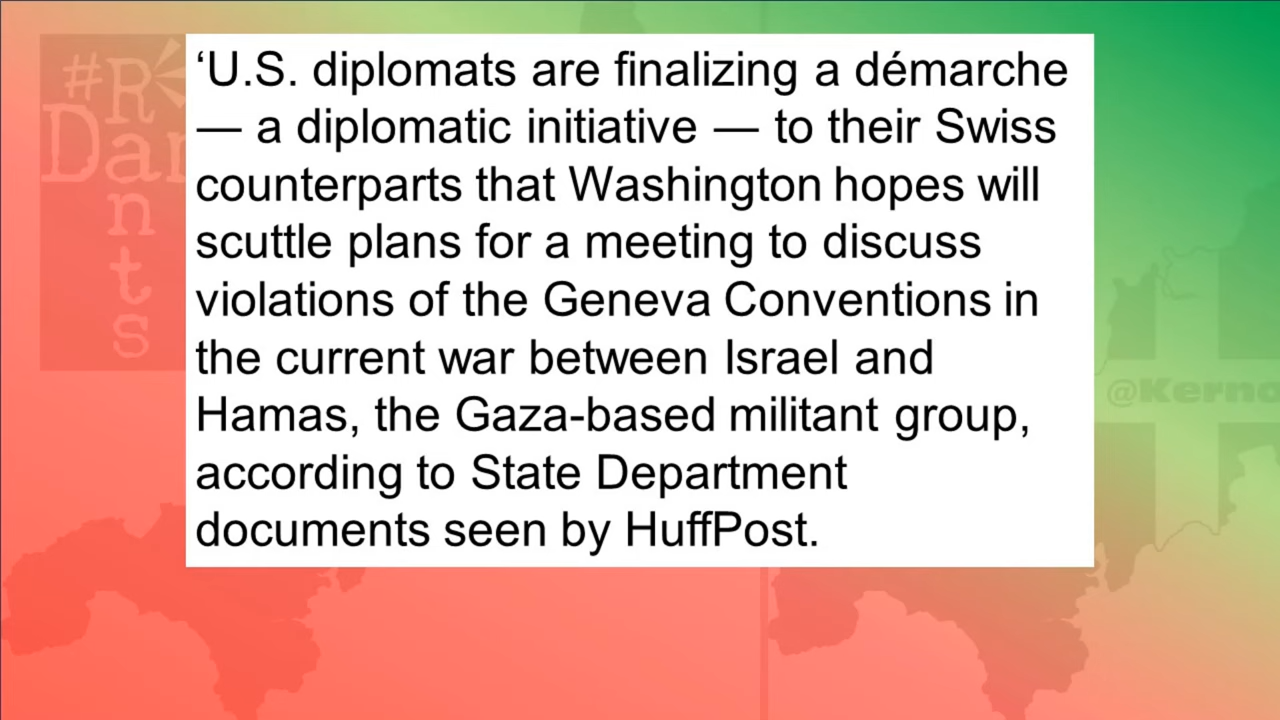 ‘U.S. diplomats are finalizing a démarche
— a diplomatic initiative — to their Swiss
counterparts that Washington hopes will
scuttle plans for a meeting to discuss
violations of the Geneva Conventions in
the current war between Israel and
Hamas, the Gaza-based militant group,
according to State Department
documents seen by HuffPost.
#R
Dan
n
t
s
@Kerno